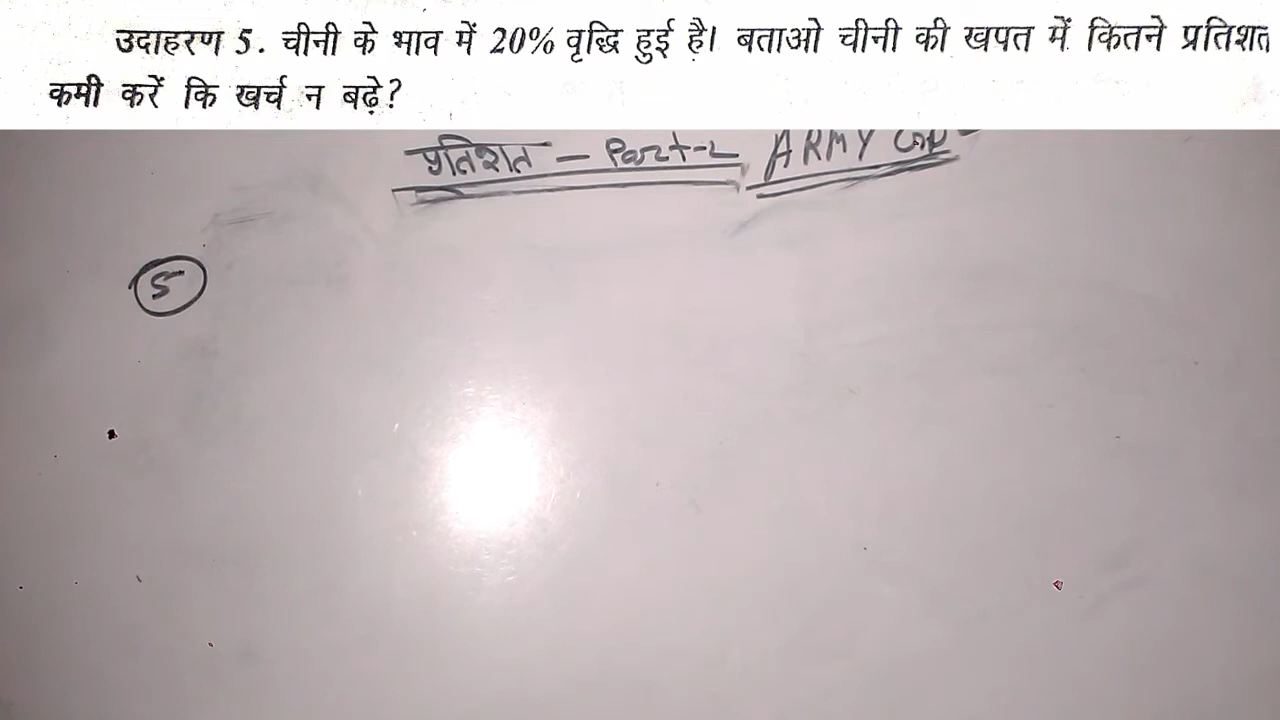 उदाहरण 5. चीनी के भाव में 20% वृद्धि हुई है। बताओ चीनी की खपत में कितने प्रतिशत
कमी करें कि खर्च न बढ़े?
प्रतिशत - Part-2 ARMY
5